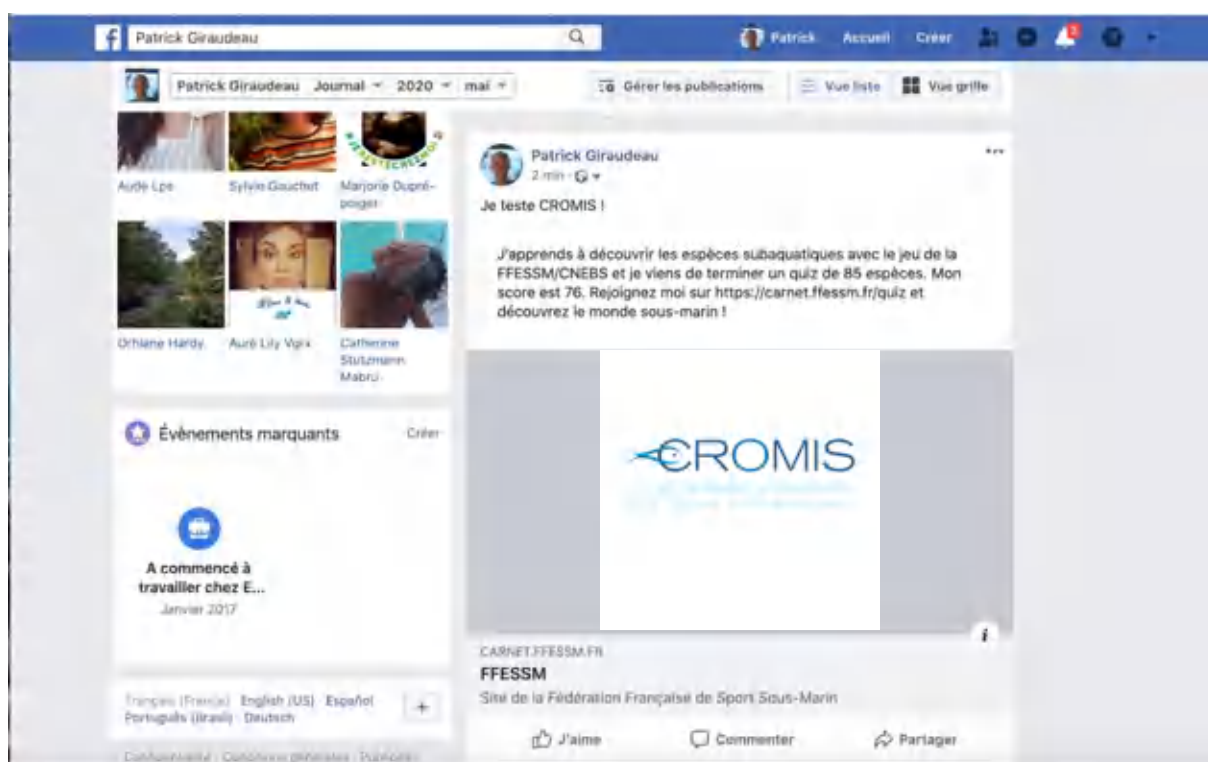 Patrick Giraudeau
Patrick Accueil Créer
Patrick Giraudeau Journal 2020 mai
Gérer les publications Vue liste Vue grille
Aude Lpe Sylvie Gauchet Marjorie Dupré-
poiget
Orhiane Hardy Auré Lily Vgrx Catherine
Stutzmann
Mabru
Évènements marquants Créer
A commencé à
travailler chez E...
Janvier 2017
Français (France) English (US) Español
Português (Brasil) Deutsch
Confidentialité Conditions générales
Patrick Giraudeau
2 min
Je teste CROMIS !
J'apprends à découvrir les espèces subaquatiques avec le jeu de la
FFESSM/CNEBS et je viens de terminer un quiz de 85 espèces. Mon
score est 76. Rejoignez moi sur https://carnet.ffessm.fr/quiz et
découvrez le monde sous-marin !
CROMIS
CARNET.FFESSM.FR
FFESSM
Site de la Fédération Française de Sport Sous-Marin
J'aime Commenter Partager